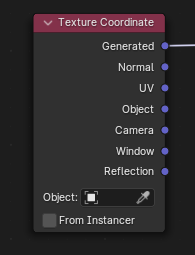 Texture Coordinate
Generated
Normal
UV
Object
Camera
Window
Reflection
Object:
From Instancer